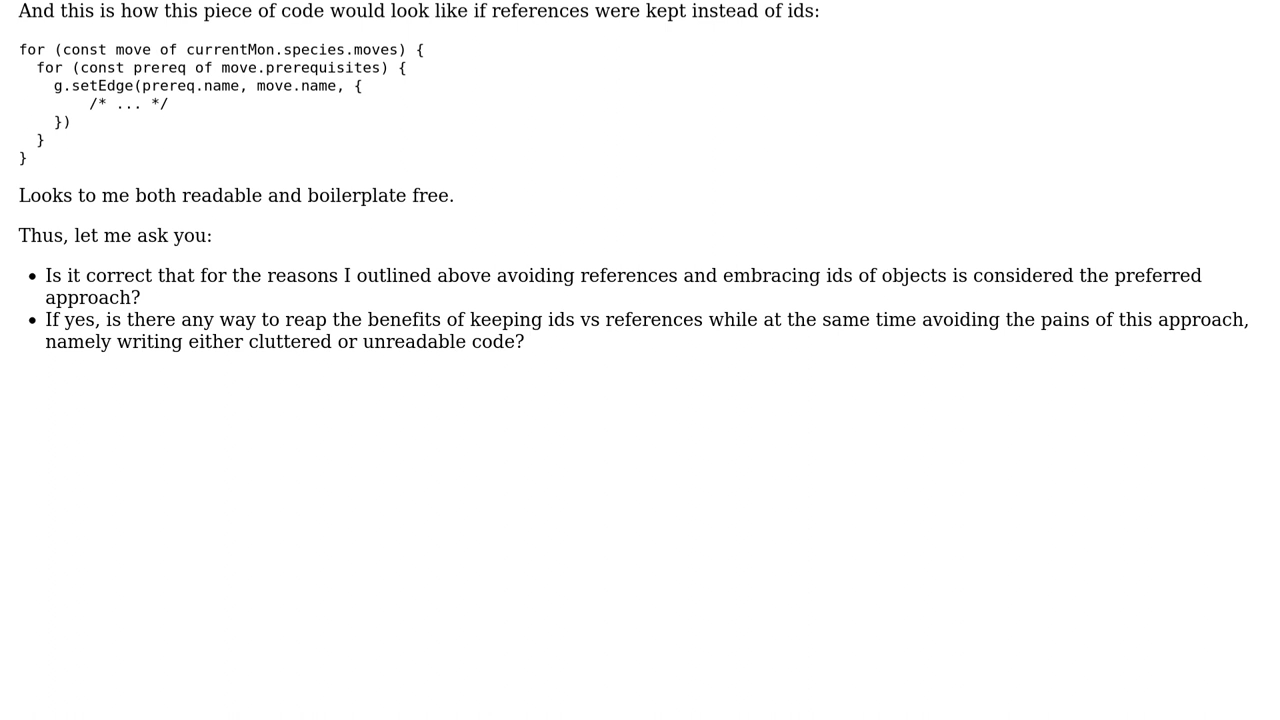 And this is how this piece of code would look like if references were kept instead of ids:
for (const move of currentMon.species.moves) {
  for (const prereq of move.prerequisites) {
    g.setEdge(prereq.name, move.name, {
        /* ... */
    })
  }
}
Looks to me both readable and boilerplate free.
Thus, let me ask you:
• Is it correct that for the reasons I outlined above avoiding references and embracing ids of objects is considered the preferred
approach?
• If yes, is there any way to reap the benefits of keeping ids vs references while at the same time avoiding the pains of this approach,
namely writing either cluttered or unreadable code?